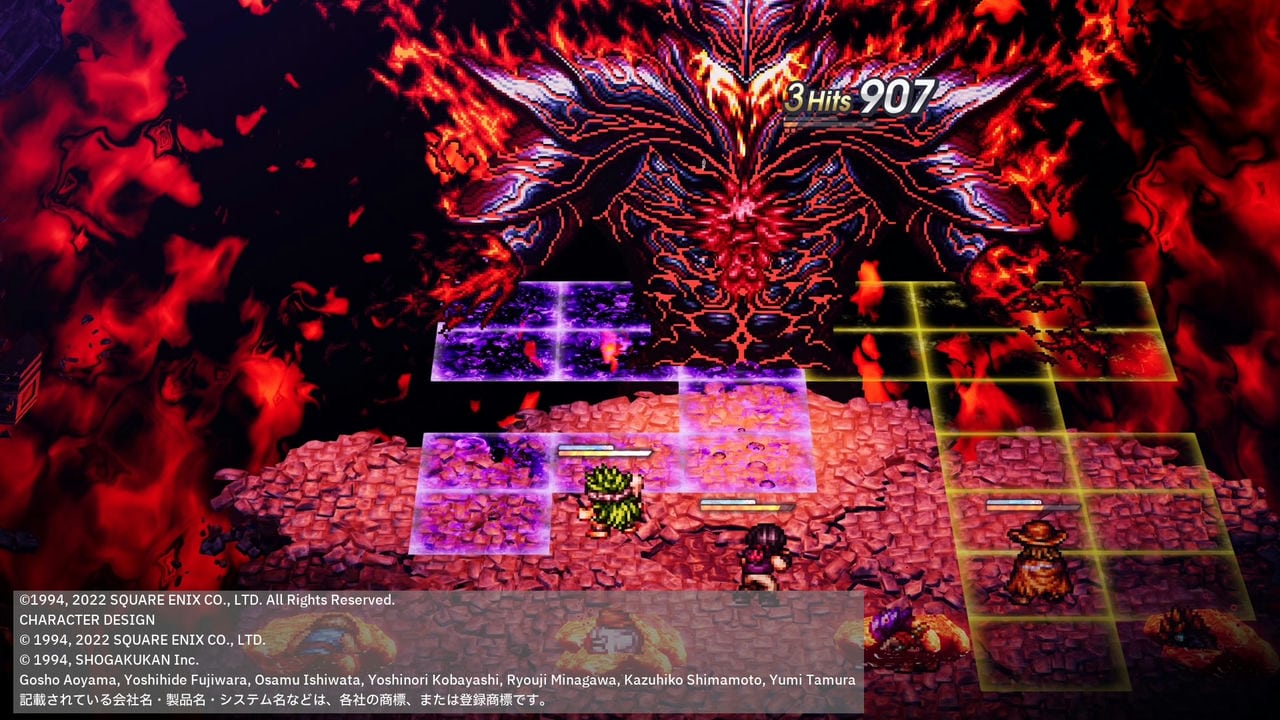 3 Hits 907
©1994, 2022 SQUARE ENIX CO., LTD. All Rights Reserved.
CHARACTER DESIGN
© 1994, 2022 SQUARE ENIX CO., LTD.
© 1994, SHOGAKUKAN Inc.
Gosho Aoyama, Yoshihide Fujiwara, Osamu Ishiwata, Yoshinori Kobayashi, Ryouji Minagawa, Kazuhiko Shimamoto, Yumi Tamura
記載されている会社名・製品名・システム名などは、各社の商標、または登録商標です。